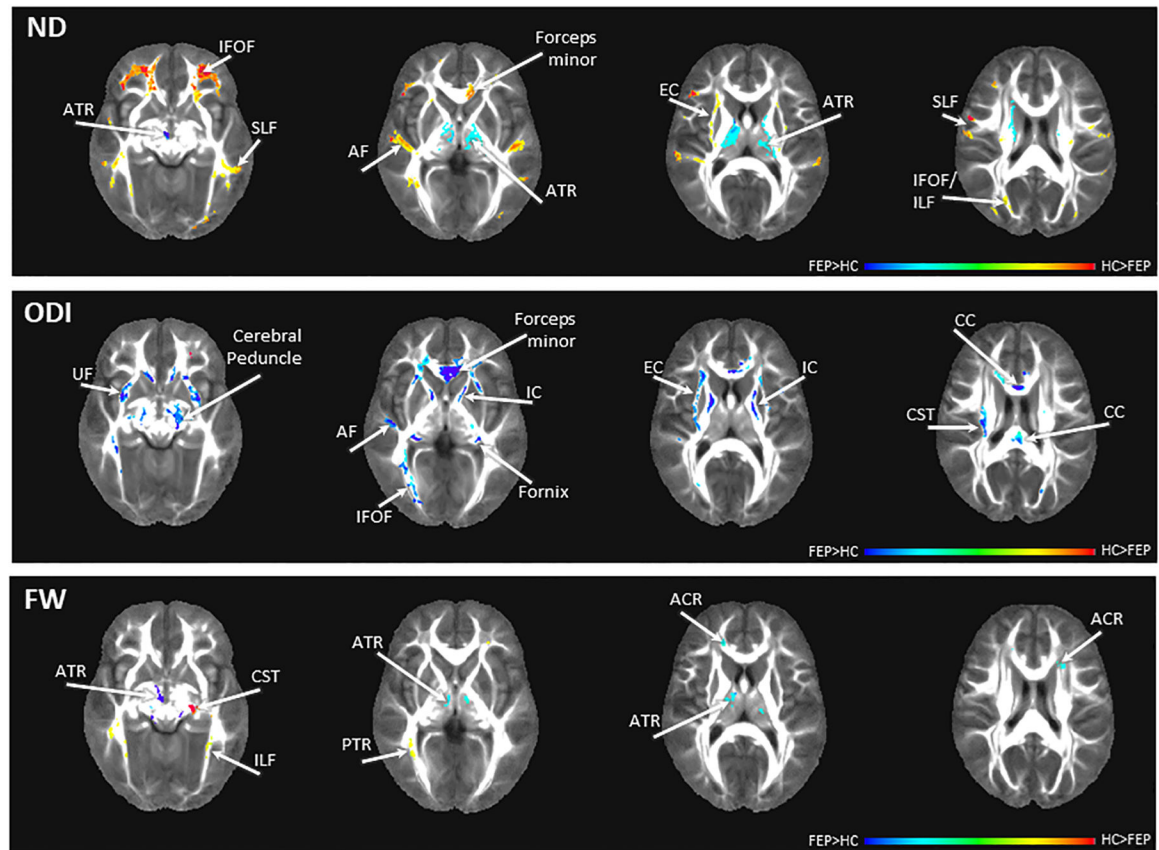 ND
IFOF
ATR
SLF
Forceps
minor
AF
ATR
EC
ATR
SLF
IFOF/
ILF
FEP>HC
HC>FEP
ODI
Cerebral
Peduncle
UF
Forceps
minor
IC
AF
Fornix
IFOF
EC
IC
CC
CST
CC
FEP>HC
HC>FEP
FW
ATR
CST
ILF
ATR
PTR
ACR
ATR
ACR
FEP>HC
HC>FEP